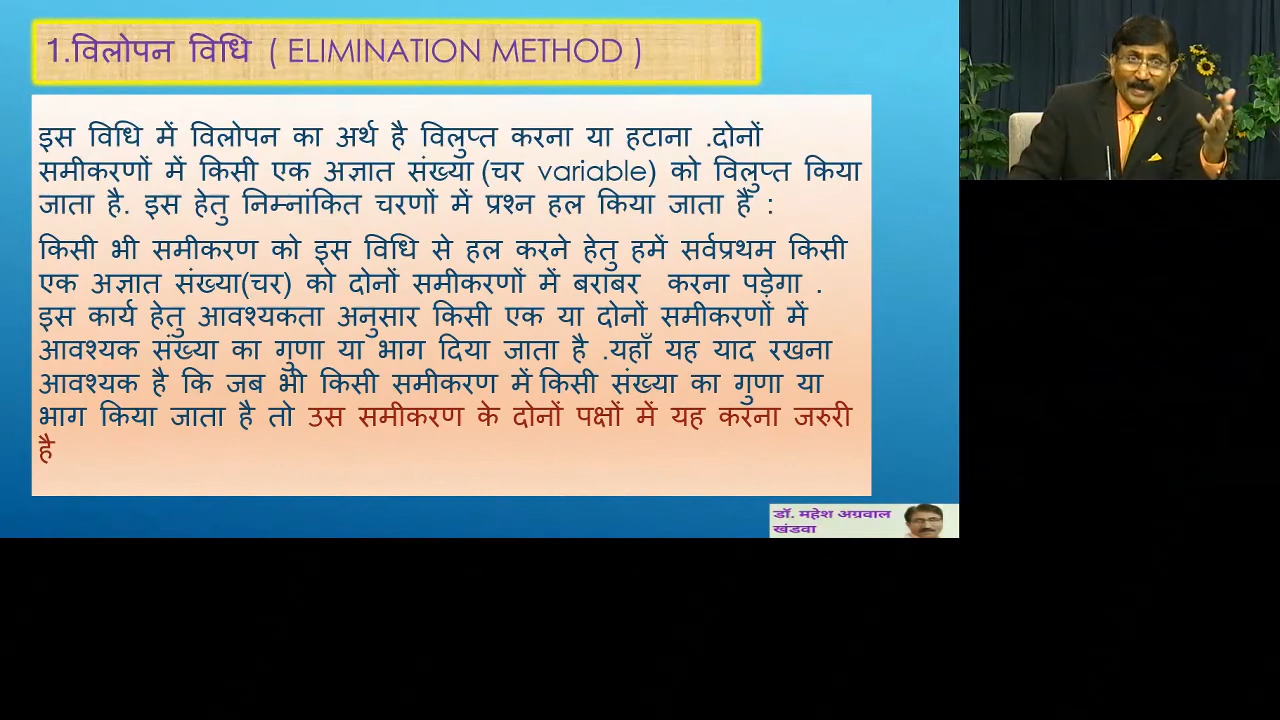 1.विलोपन विधि ( ELIMINATION METHOD )
इस विधि में विलोपन का अर्थ है विलुप्त करना या हटाना .दोनों
समीकरणों में किसी एक अज्ञात संख्या (चर variable) को विलुप्त किया
जाता है. इस हेतु निम्नांकित चरणों में प्रश्न हल किया जाता है :
किसी भी समीकरण को इस विधि से हल करने हेतु हमें सर्वप्रथम किसी
एक अज्ञात संख्या(चर) को दोनों समीकरणों में बराबर करना पड़ेगा .
इस कार्य हेतु आवश्यकता अनुसार किसी एक या दोनों समीकरणों में
आवश्यक संख्या का गुणा या भाग दिया जाता है .यहाँ यह याद रखना
आवश्यक है कि जब भी किसी समीकरण में किसी संख्या का गुणा या
भाग किया जाता है तो उस समीकरण के दोनों पक्षों में यह करना जरुरी
है
डॉ. महेश अग्रवाल
खंडवा